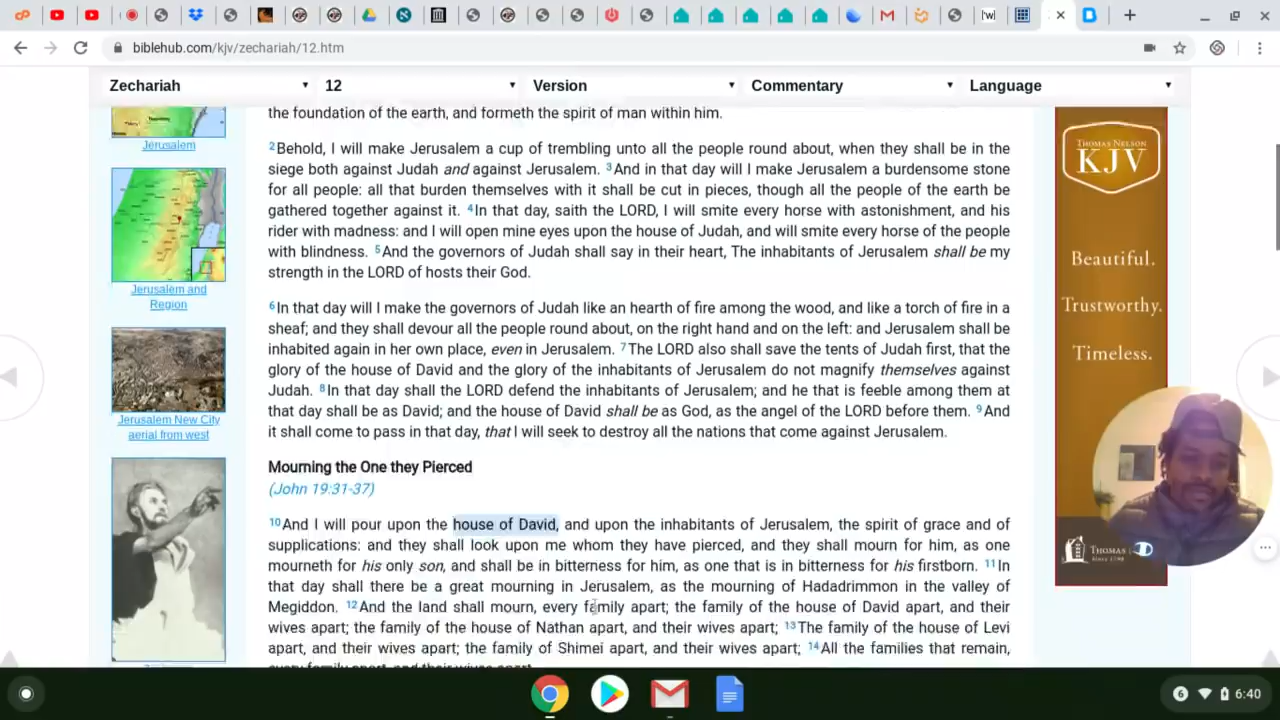 biblehub.com/kjv/zechariah/12.htm
Zechariah 12 Version Commentary Language
Jerusalem
Jerusalem and
Region
Jerusalem New City
aerial from west
the foundation of the earth, and formeth the spirit of man within him.
2Behold, I will make Jerusalem a cup of trembling unto all the people round about, when they shall be in the
siege both against Judah and against Jerusalem. 3And in that day will I make Jerusalem a burdensome stone
for all people: all that burden themselves with it shall be cut in pieces, though all the people of the earth be
gathered together against it. 4In that day, saith the LORD, I will smite every horse with astonishment, and his
rider with madness: and I will open mine eyes upon the house of Judah, and will smite every horse of the people
with blindness. 5And the governors of Judah shall say in their heart, The inhabitants of Jerusalem shall be my
strength in the LORD of hosts their God.
6In that day will I make the governors of Judah like an hearth of fire among the wood, and like a torch of fire in a
sheaf; and they shall devour all the people round about, on the right hand and on the left: and Jerusalem shall be
inhabited again in her own place, even in Jerusalem. 7The LORD also shall save the tents of Judah first, that the
glory of the house of David and the glory of the inhabitants of Jerusalem do not magnify themselves against
Judah. 8In that day shall the LORD defend the inhabitants of Jerusalem; and he that is feeble among them at
that day shall be as David; and the house of David shall be as God, as the angel of the LORD before them. 9And
it shall come to pass in that day, that I will seek to destroy all the nations that come against Jerusalem.
Mourning the One they Pierced
(John 19:31-37)
10And I will pour upon the house of David, and upon the inhabitants of Jerusalem, the spirit of grace and of
supplications: and they shall look upon me whom they have pierced, and they shall mourn for him, as one
mourneth for his only son, and shall be in bitterness for him, as one that is in bitterness for his firstborn. 11In
that day shall there be a great mourning in Jerusalem, as the mourning of Hadadrimmon in the valley of
Megiddon. 12And the land shall mourn, every family apart; the family of the house of David apart, and their
wives apart; the family of the house of Nathan apart, and their wives apart; 13The family of the house of Levi
apart, and their wives apart; the family of Shimei apart, and their wives apart; 14All the families that remain,
every family apart, and their wives apart.
THOMAS NELSON
KJV
Beautiful.
Trustworthy.
Timeless.
THOMAS
6 6:40